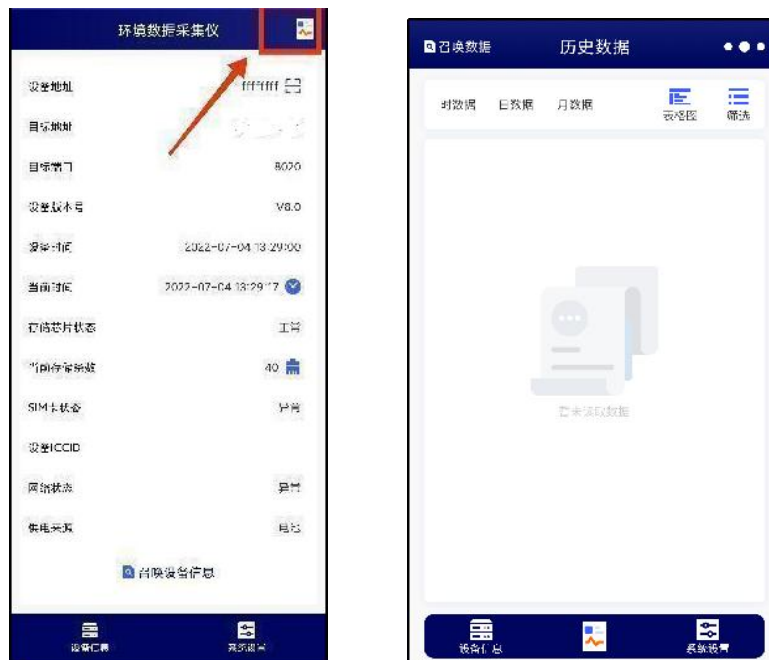 环境数据采集仪
设备地址 ffffffff
目标地址
目标端口 8020
设备版本号 V8.0
设备时间 2022-07-04 13:29:00
当前时间 2022-07-04 13:29:17
存储芯片状态 正常
当前存储条数 40
SIM卡状态 异常
设备ICCID
网络状态 异常
供电来源 电池
召唤设备信息
设备信息 系统设置
召唤数据 历史数据
时数据 日数据 月数据 表格图 筛选
暂未读取数据
设备信息 系统设置